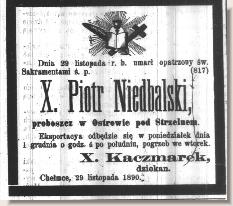 Dnia 29 listopada r. b. umarł opatrzony św.
Sakramentami ś. p. (817)
X. Piotr Niedbalski,
proboszcz w Ostrowie pod Strzelnem.
Eksportacya odbędzie się w poniedziałek dnia
1 grudnia o godz. 4 po południu, pogrzeb we wtorek.
X. Kaczmarek,
dziekan.
Chełmce, 29 listopada 1890.